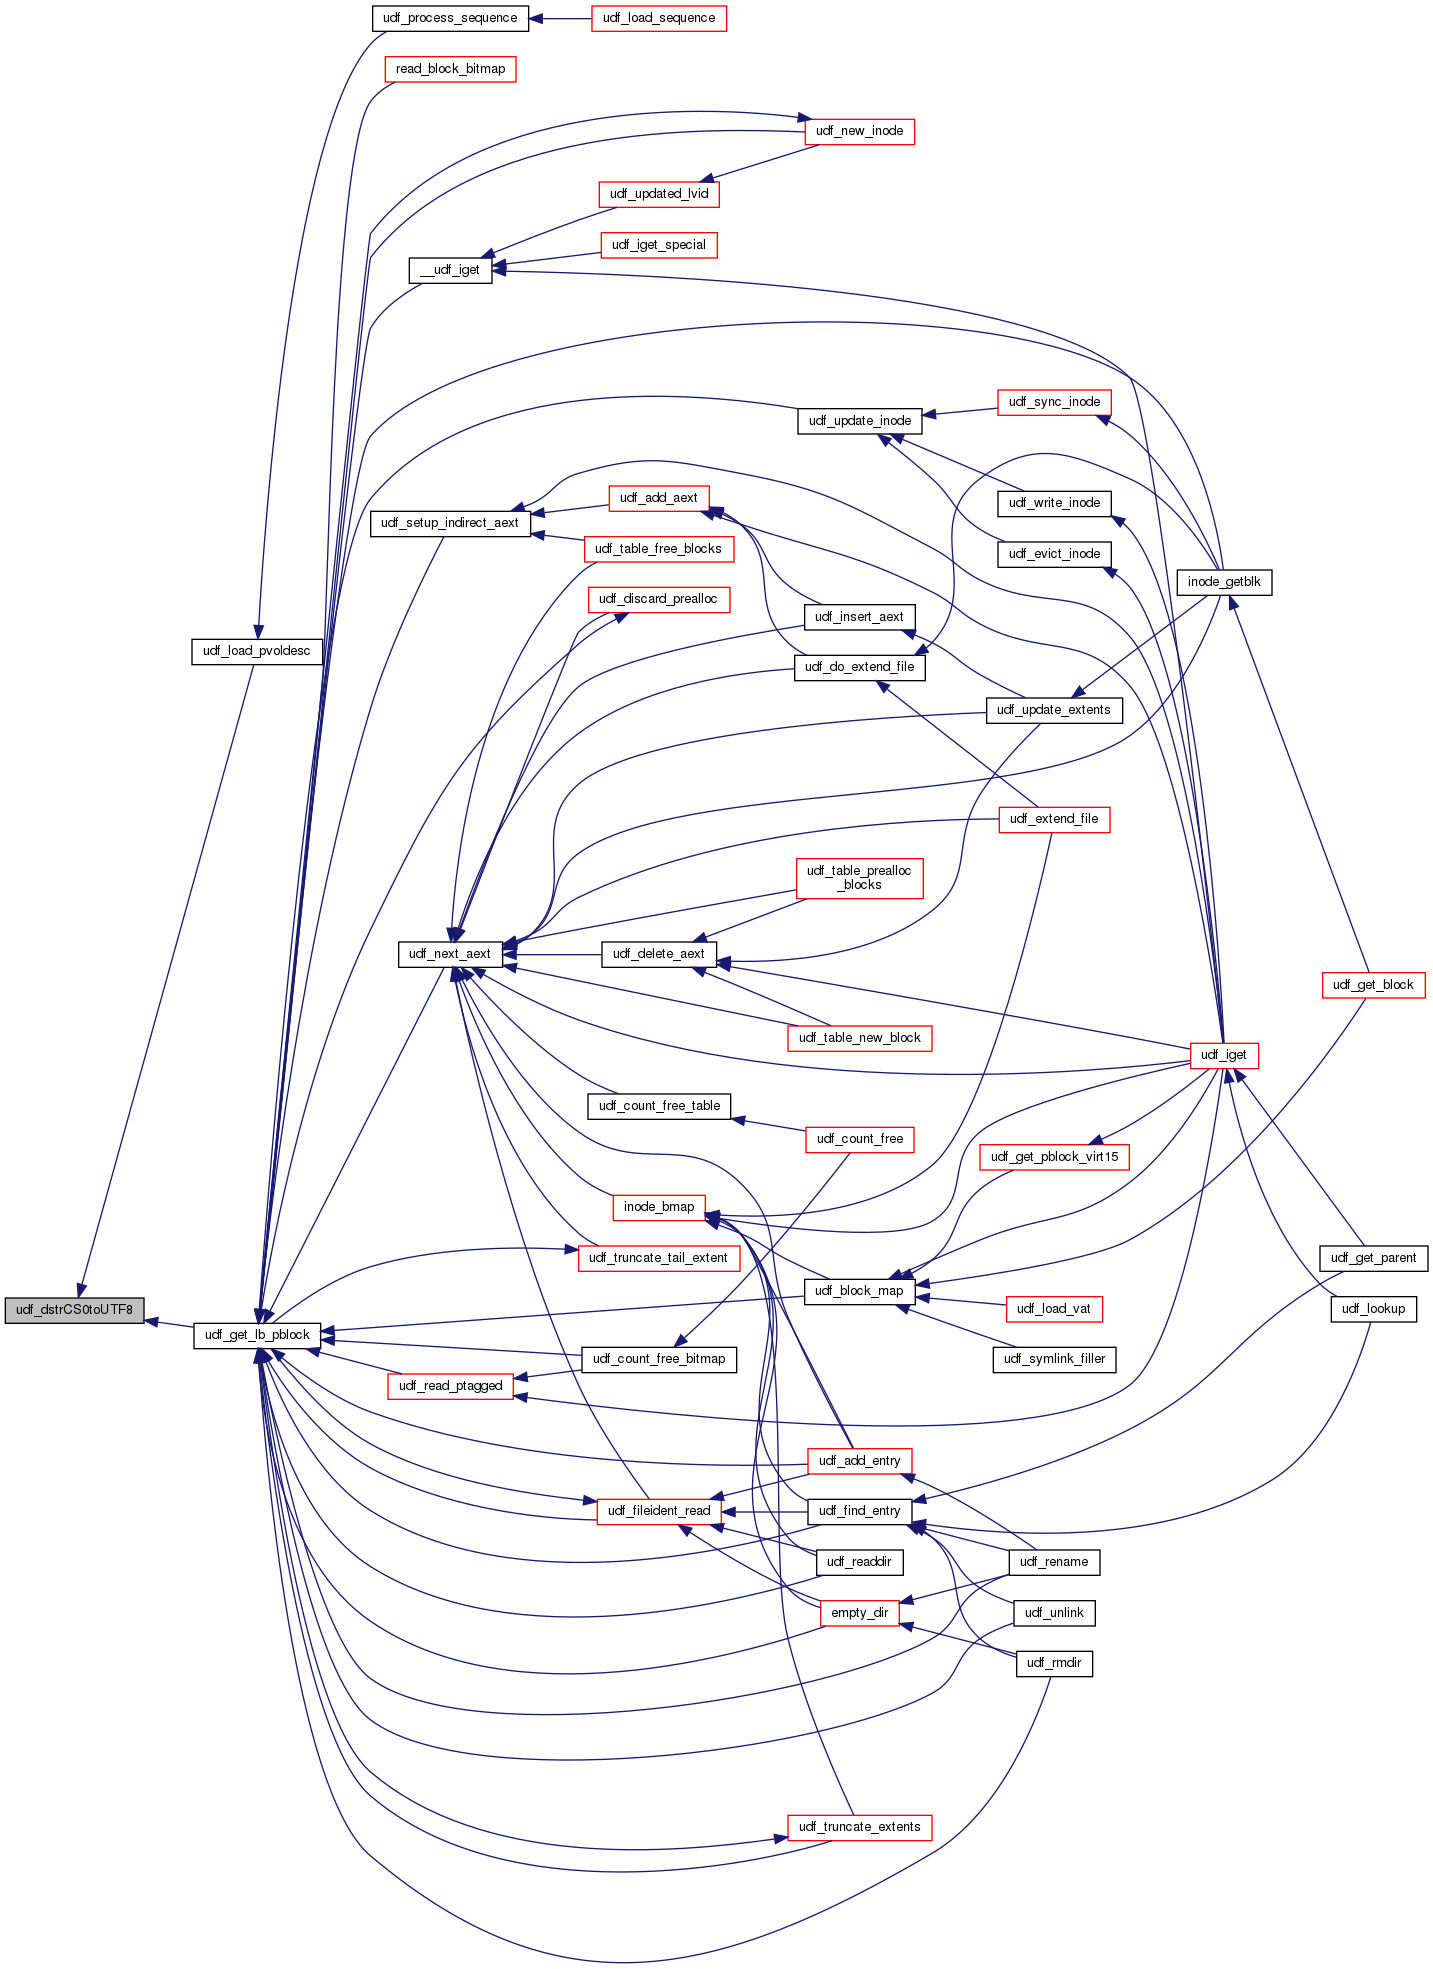 udf_process_sequence
udf_load_sequence
read_block_bitmap
udf_new_inode
udf_updated_lvid
udf_iget_special
__udf_iget
udf_sync_inode
udf_update_inode
udf_add_aext
udf_write_inode
udf_setup_indirect_aext
udf_table_free_blocks
udf_evict_inode
inode_getblk
udf_discard_prealloc
udf_insert_aext
udf_load_pvoldesc
udf_do_extend_file
udf_update_extents
udf_extend_file
udf_table_prealloc
_blocks
udf_next_aext
udf_delete_aext
udf_get_block
udf_table_new_block
udf_iget
udf_count_free_table
udf_count_free
udf_get_pblock_virt15
inode_bmap
udf_truncate_tail_extent
udf_get_parent
udf_block_map
udf_dstrCS0toUTF8
udf_load_vat
udf_lookup
udf_get_lb_pblock
udf_count_free_bitmap
udf_symlink_filler
udf_read_ptagged
udf_add_entry
udf_fileident_read
udf_find_entry
udf_readdir
udf_rename
empty_dir
udf_unlink
udf_rmdir
udf_truncate_extents